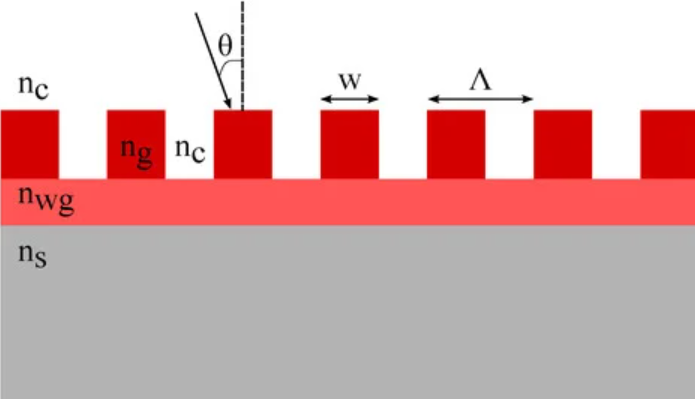 θ
n_c w Λ
n_g n_c
n_wg
n_s